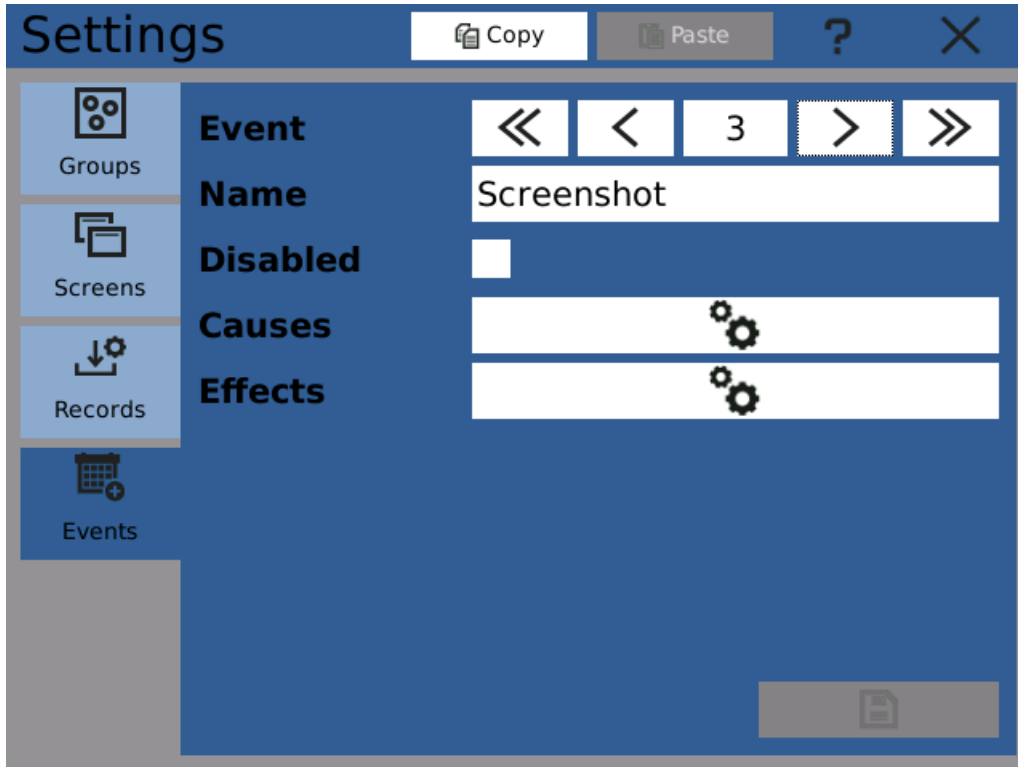 Settings
Copy
Paste
?
Groups
Screens
Records
Events
Event
3
Name
Screenshot
Disabled
Causes
Effects